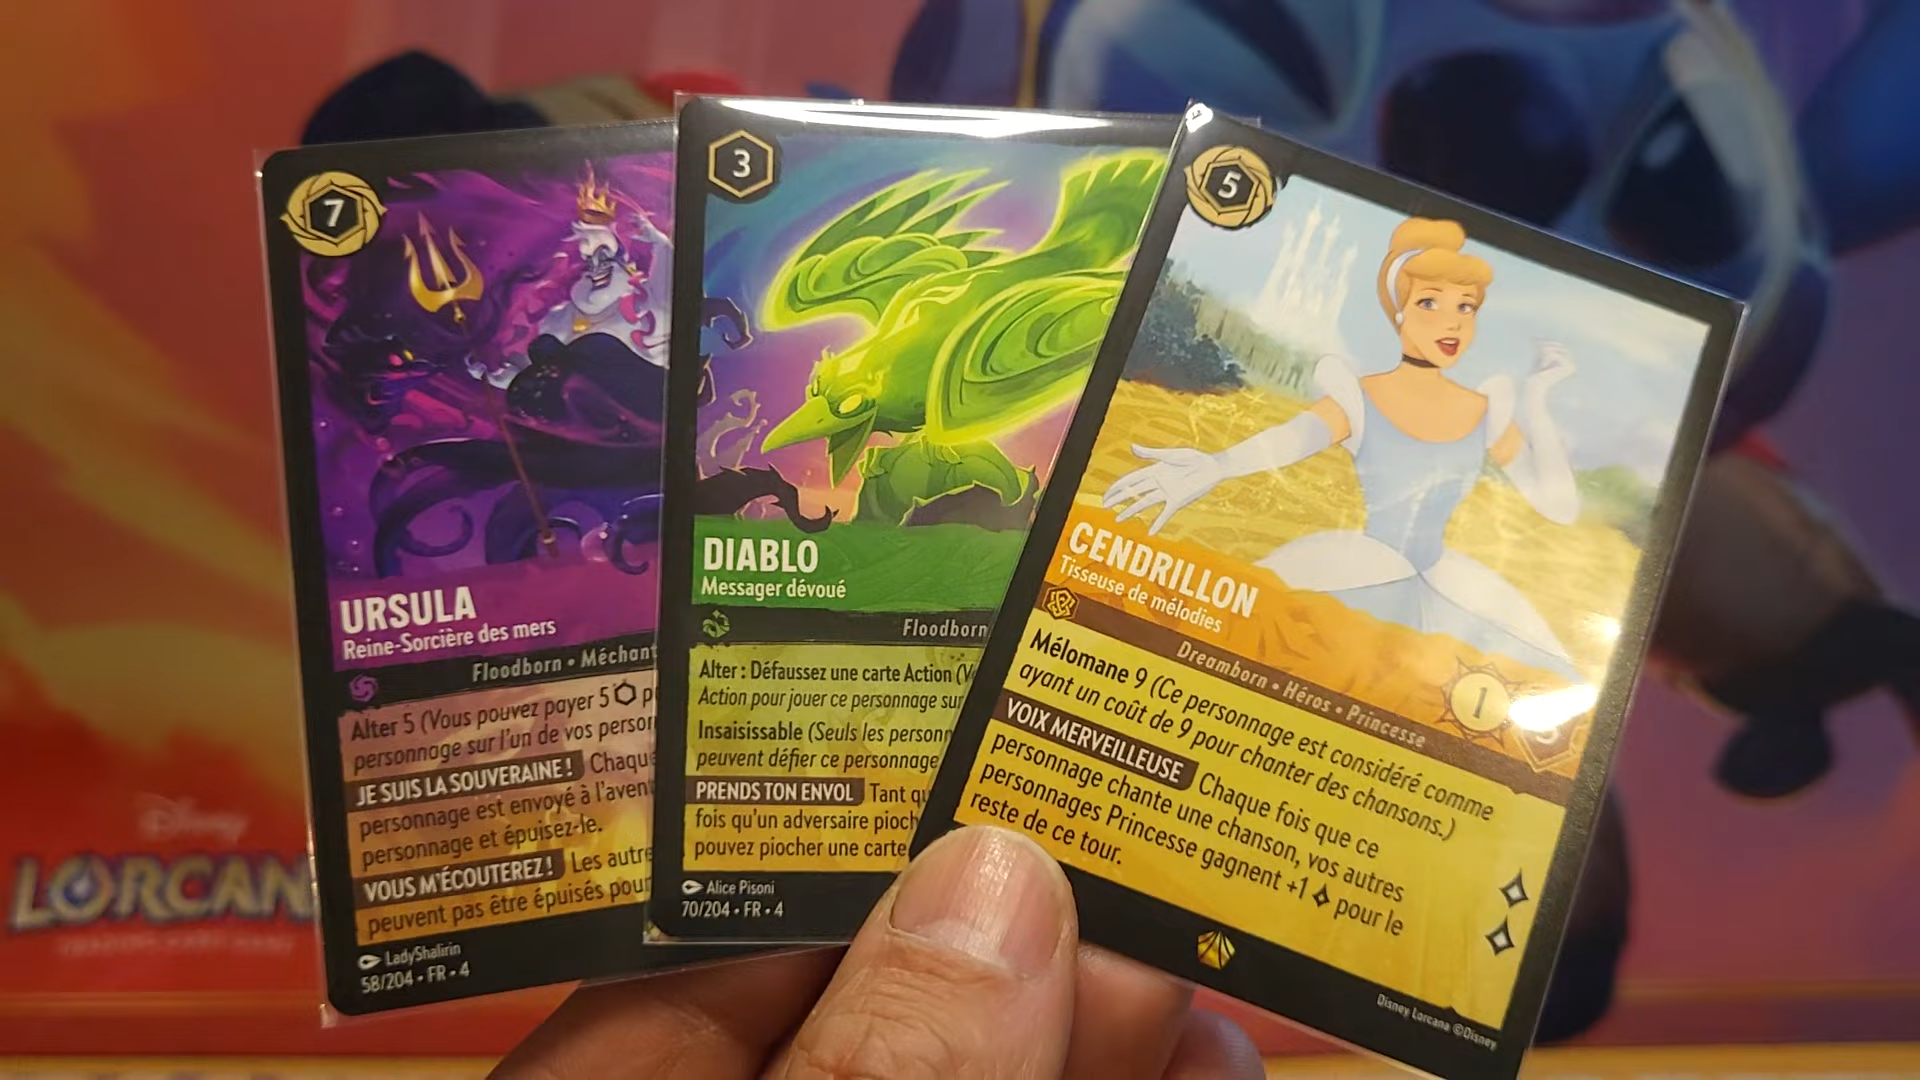 7
URSULA
Reine-Sorcière des mers
Floodborn • Méchant
Alter 5 (Vous pouvez payer 5
personnage sur l'un de vos
JE SUIS LA SOUVERAINE !
personnage est envoyé à
personnage et épuisez-le.
VOUS M'ÉCOUTEREZ ! Les
peuvent pas être épuisés
LadyShalirin
58/204 • FR • 4
3
DIABLO
Messager dévoué
Floodborn
Alter : Défaussez une carte Action
Action pour jouer ce personnage
Insaisissable (Seuls les
peuvent défier ce personnage
PRENDS TON ENVOL Tant
fois qu'un adversaire
pouvez piocher une carte
Alice Pisoni
70/204 • FR • 4
5
CENDRILLON
Tisseuse de mélodies
Dreamborn • Héros • Princesse
1
Mélomane 9 (Ce personnage est considéré comme
ayant un coût de 9 pour chanter des chansons.)
VOIX MERVEILLEUSE Chaque fois que ce
personnage chante une chanson, vos autres
personnages Princesse gagnent +1 pour le
reste de ce tour.
Disney Lorcana ©Disney
Disney
LORCAN